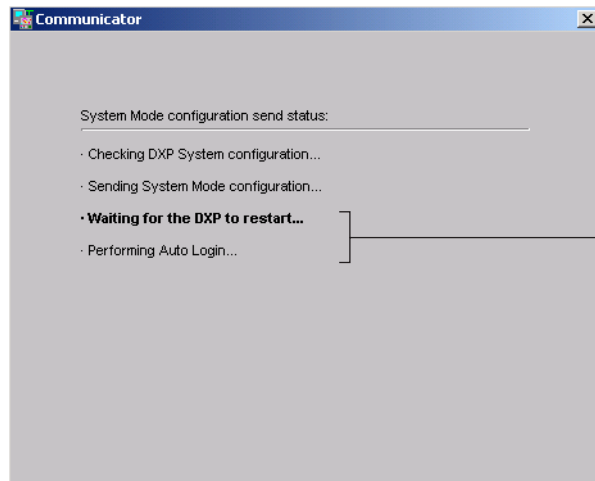 Communicator
System Mode configuration send status:
· Checking DXP System configuration...
· Sending System Mode configuration...
· Waiting for the DXP to restart...
· Performing Auto Login...